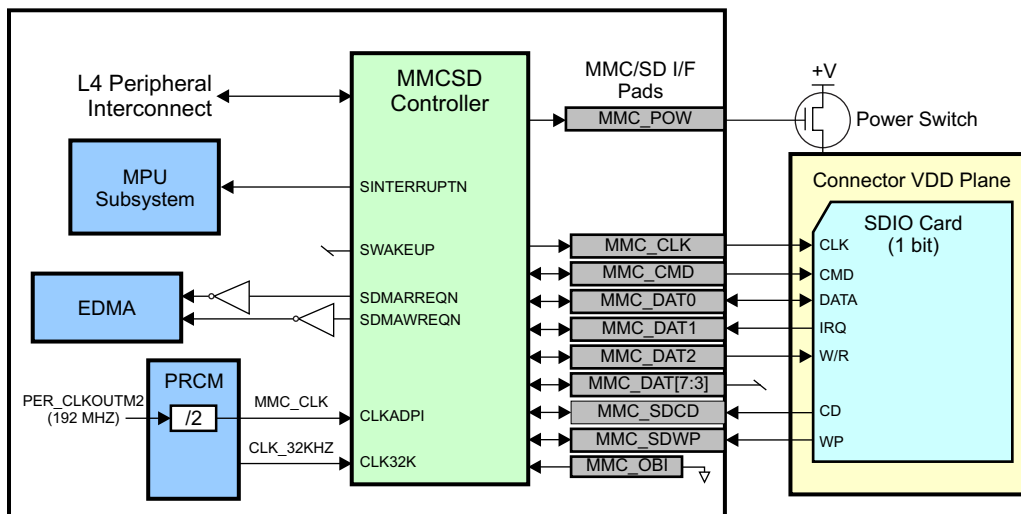 L4 Peripheral
Interconnect
MPU
Subsystem
EDMA
PRCM
PER_CLKOUTM2
(192 MHZ)
/2
MMC_CLK
CLK_32KHZ
MMCSD
Controller
SINTERRUPTN
SWAKEUP
SDMARREQN
SDMAWREQN
CLKADPI
CLK32K
MMC/SD I/F
Pads
MMC_POW
MMC_CLK
MMC_CMD
MMC_DAT0
MMC_DAT1
MMC_DAT2
MMC_DAT[7:3]
MMC_SDCD
MMC_SDWP
MMC_OBI
+V
Power Switch
Connector VDD Plane
SDIO Card
(1 bit)
CLK
CMD
DATA
IRQ
W/R
CD
WP